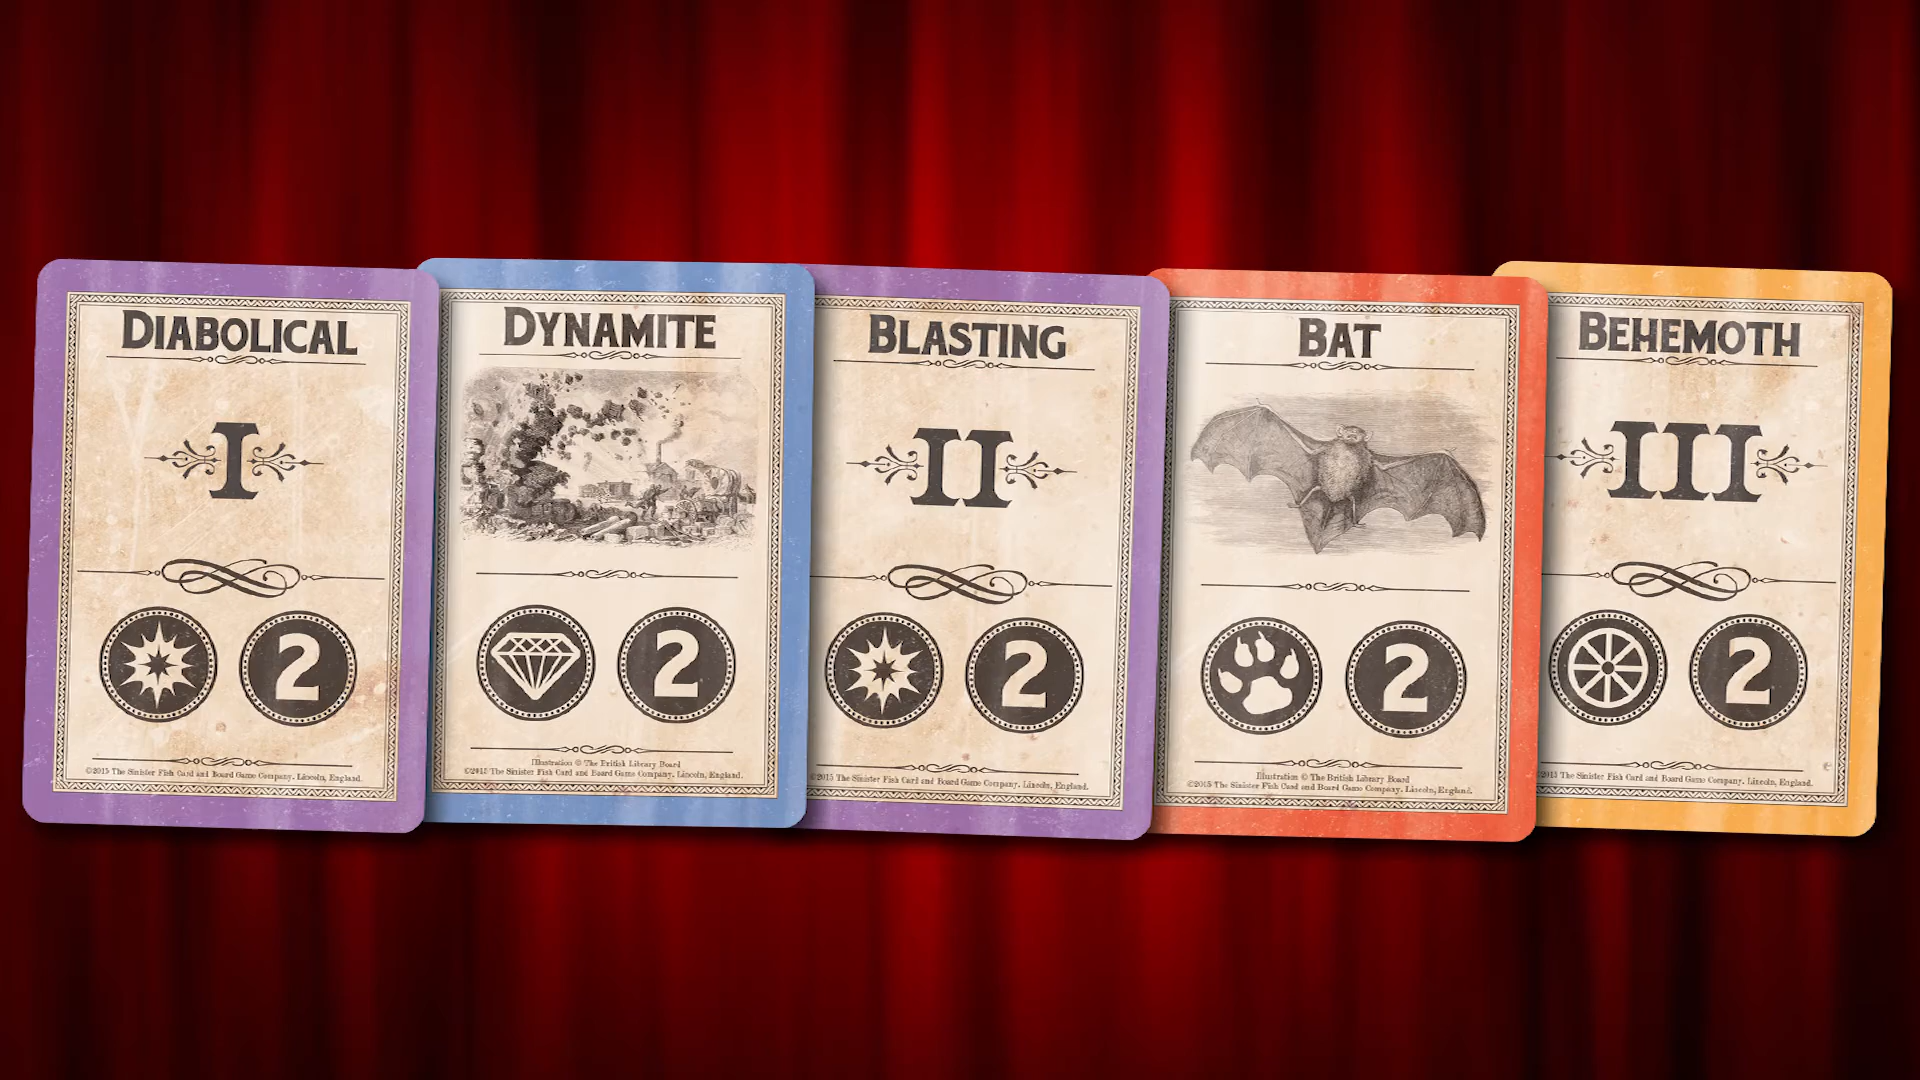 DIABOLICAL
I
2
©2015 The Sinister Fish Card and Board Game Company. Lincoln, England.
DYNAMITE
2
Illustration © The British Library Board
©2015 The Sinister Fish Card and Board Game Company. Lincoln, England.
BLASTING
II
2
©2015 The Sinister Fish Card and Board Game Company. Lincoln, England.
BAT
2
Illustration © The British Library Board
©2015 The Sinister Fish Card and Board Game Company. Lincoln, England.
BEHEMOTH
III
2
©2015 The Sinister Fish Card and Board Game Company. Lincoln, England.